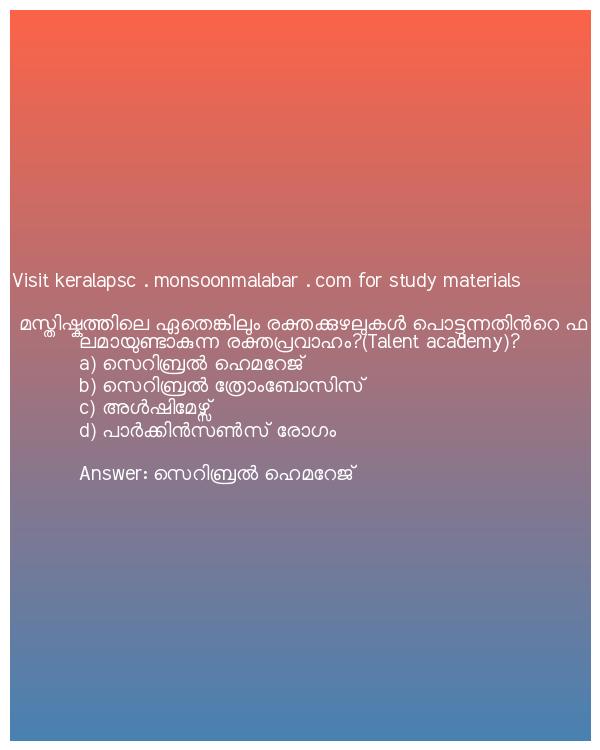 Visit keralapsc . monsoonmalabar . com for study materials
മസ്തിഷ്കത്തിലെ ഏതെങ്കിലും രക്തക്കുഴല്ലുകൾ പൊട്ടുന്നതിൻറെ ഫ
ലമായുണ്ടാകുന്ന രക്തപ്രവാഹം?(Talent academy)?
a) സെറിബ്രൽ ഹെമറേജ്
b) സെറിബ്രൽ ത്രോംബോസിസ്
c) അൾഷിമേഴ്സ്
d) പാർക്കിൻസൺസ് രോഗം
Answer: സെറിബ്രൽ ഹെമറേജ്